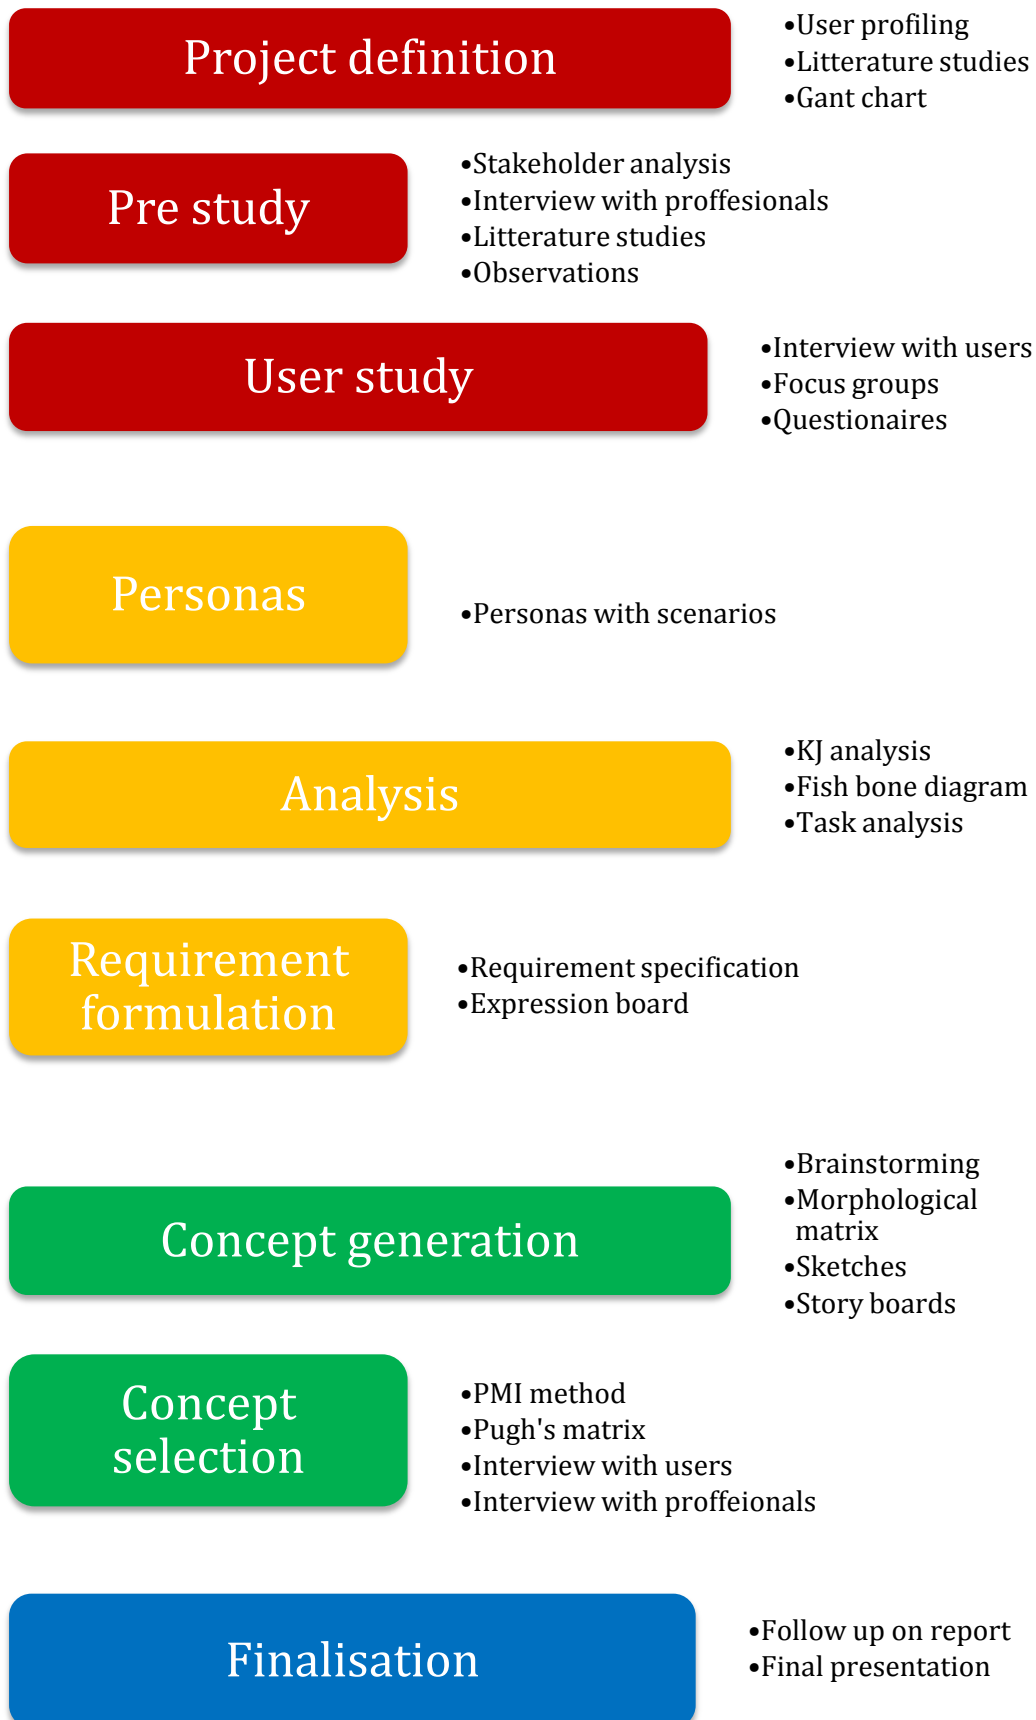 Project definition
•User profiling
•Litterature studies
•Gant chart
Pre study
•Stakeholder analysis
•Interview with proffesionals
•Litterature studies
•Observations
User study
•Interview with users
•Focus groups
•Questionaires
Personas
•Personas with scenarios
Analysis
•KJ analysis
•Fish bone diagram
•Task analysis
Requirement
formulation
•Requirement specification
•Expression board
Concept generation
•Brainstorming
•Morphological
matrix
•Sketches
•Story boards
Concept
selection
•PMI method
•Pugh's matrix
•Interview with users
•Interview with proffeionals
Finalisation
•Follow up on report
•Final presentation